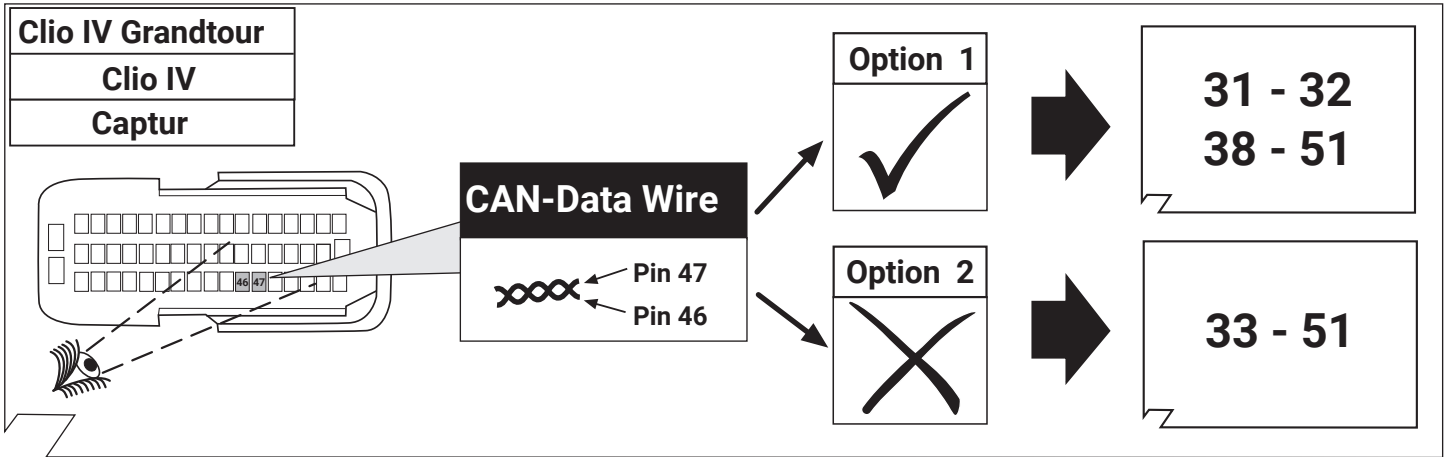 Clio IV Grandtour
Clio IV
Captur
46 47
CAN-Data Wire
Pin 47
Pin 46
Option 1
31 - 32
38 - 51
Option 2
33 - 51